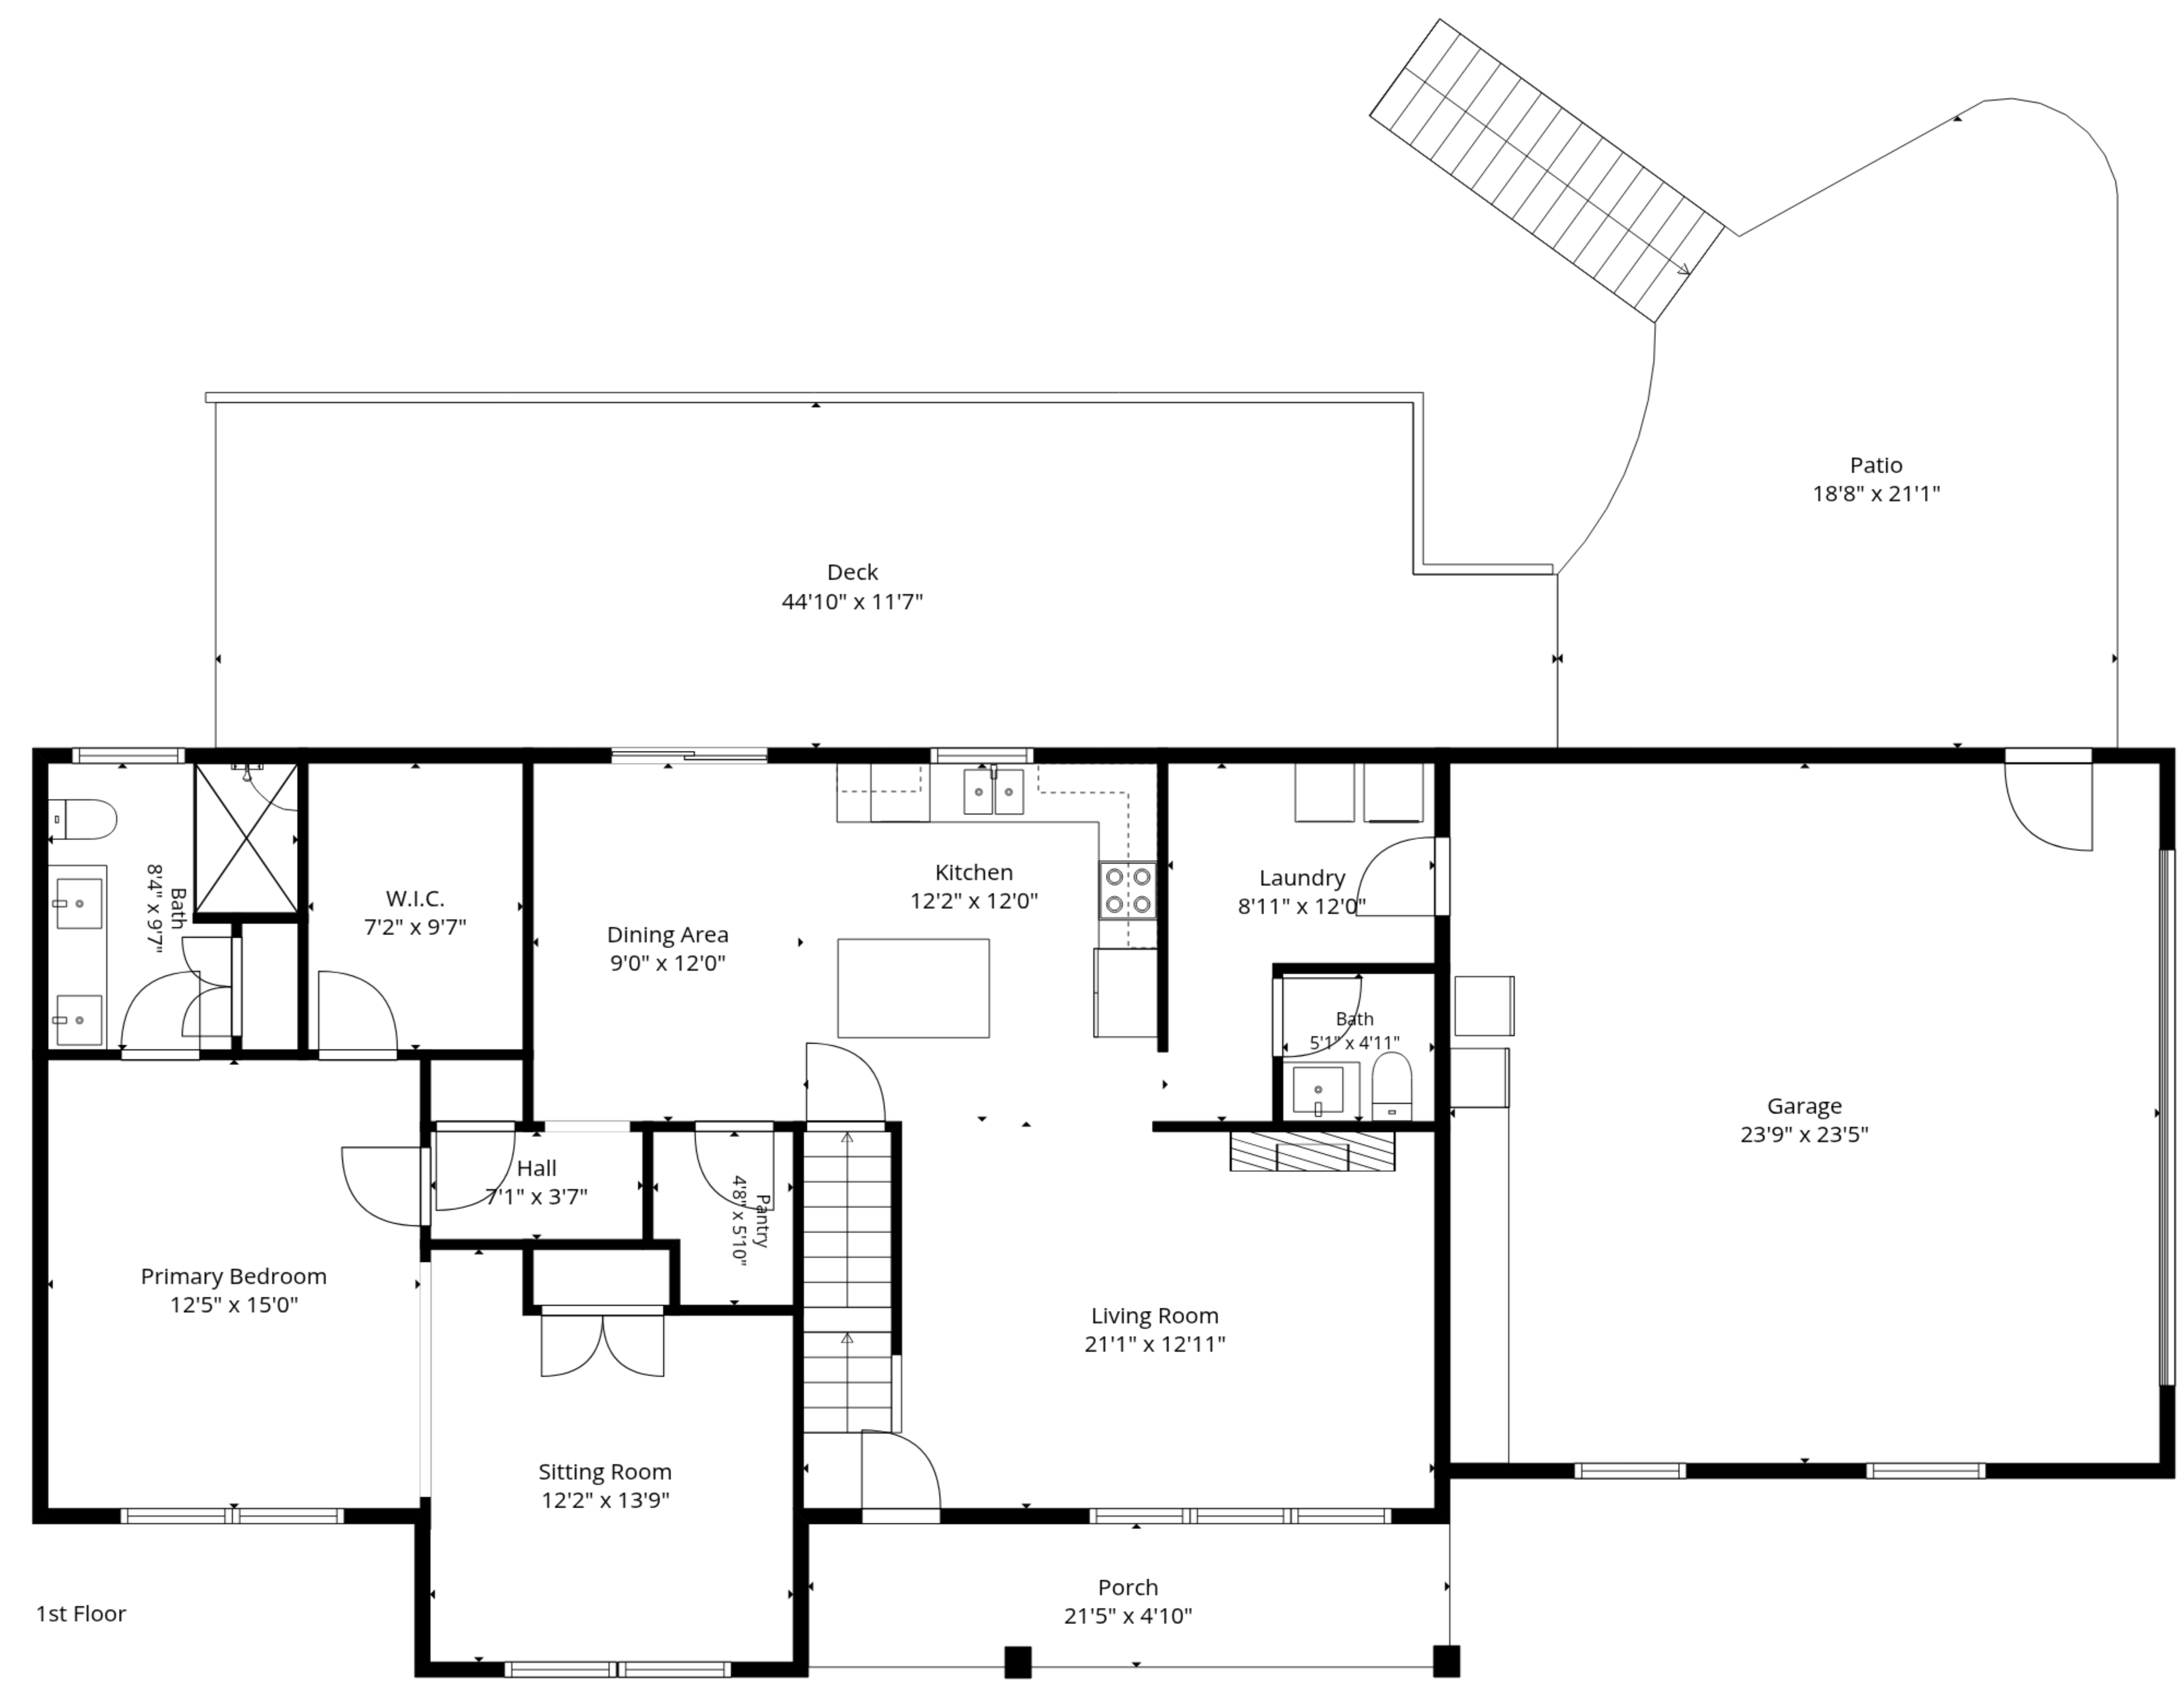 Patio
18'8" x 21'1"
Deck
44'10" x 11'7"
Bath
8'4" x 9'7"
W.I.C.
7'2" x 9'7"
Dining Area
9'0" x 12'0"
Kitchen
12'2" x 12'0"
Laundry
8'11" x 12'0"
Bath
5'1" x 4'11"
Garage
23'9" x 23'5"
Hall
7'1" x 3'7"
Pantry
4'8" x 5'10"
Primary Bedroom
12'5" x 15'0"
Living Room
21'1" x 12'11"
Sitting Room
12'2" x 13'9"
Porch
21'5" x 4'10"
1st Floor